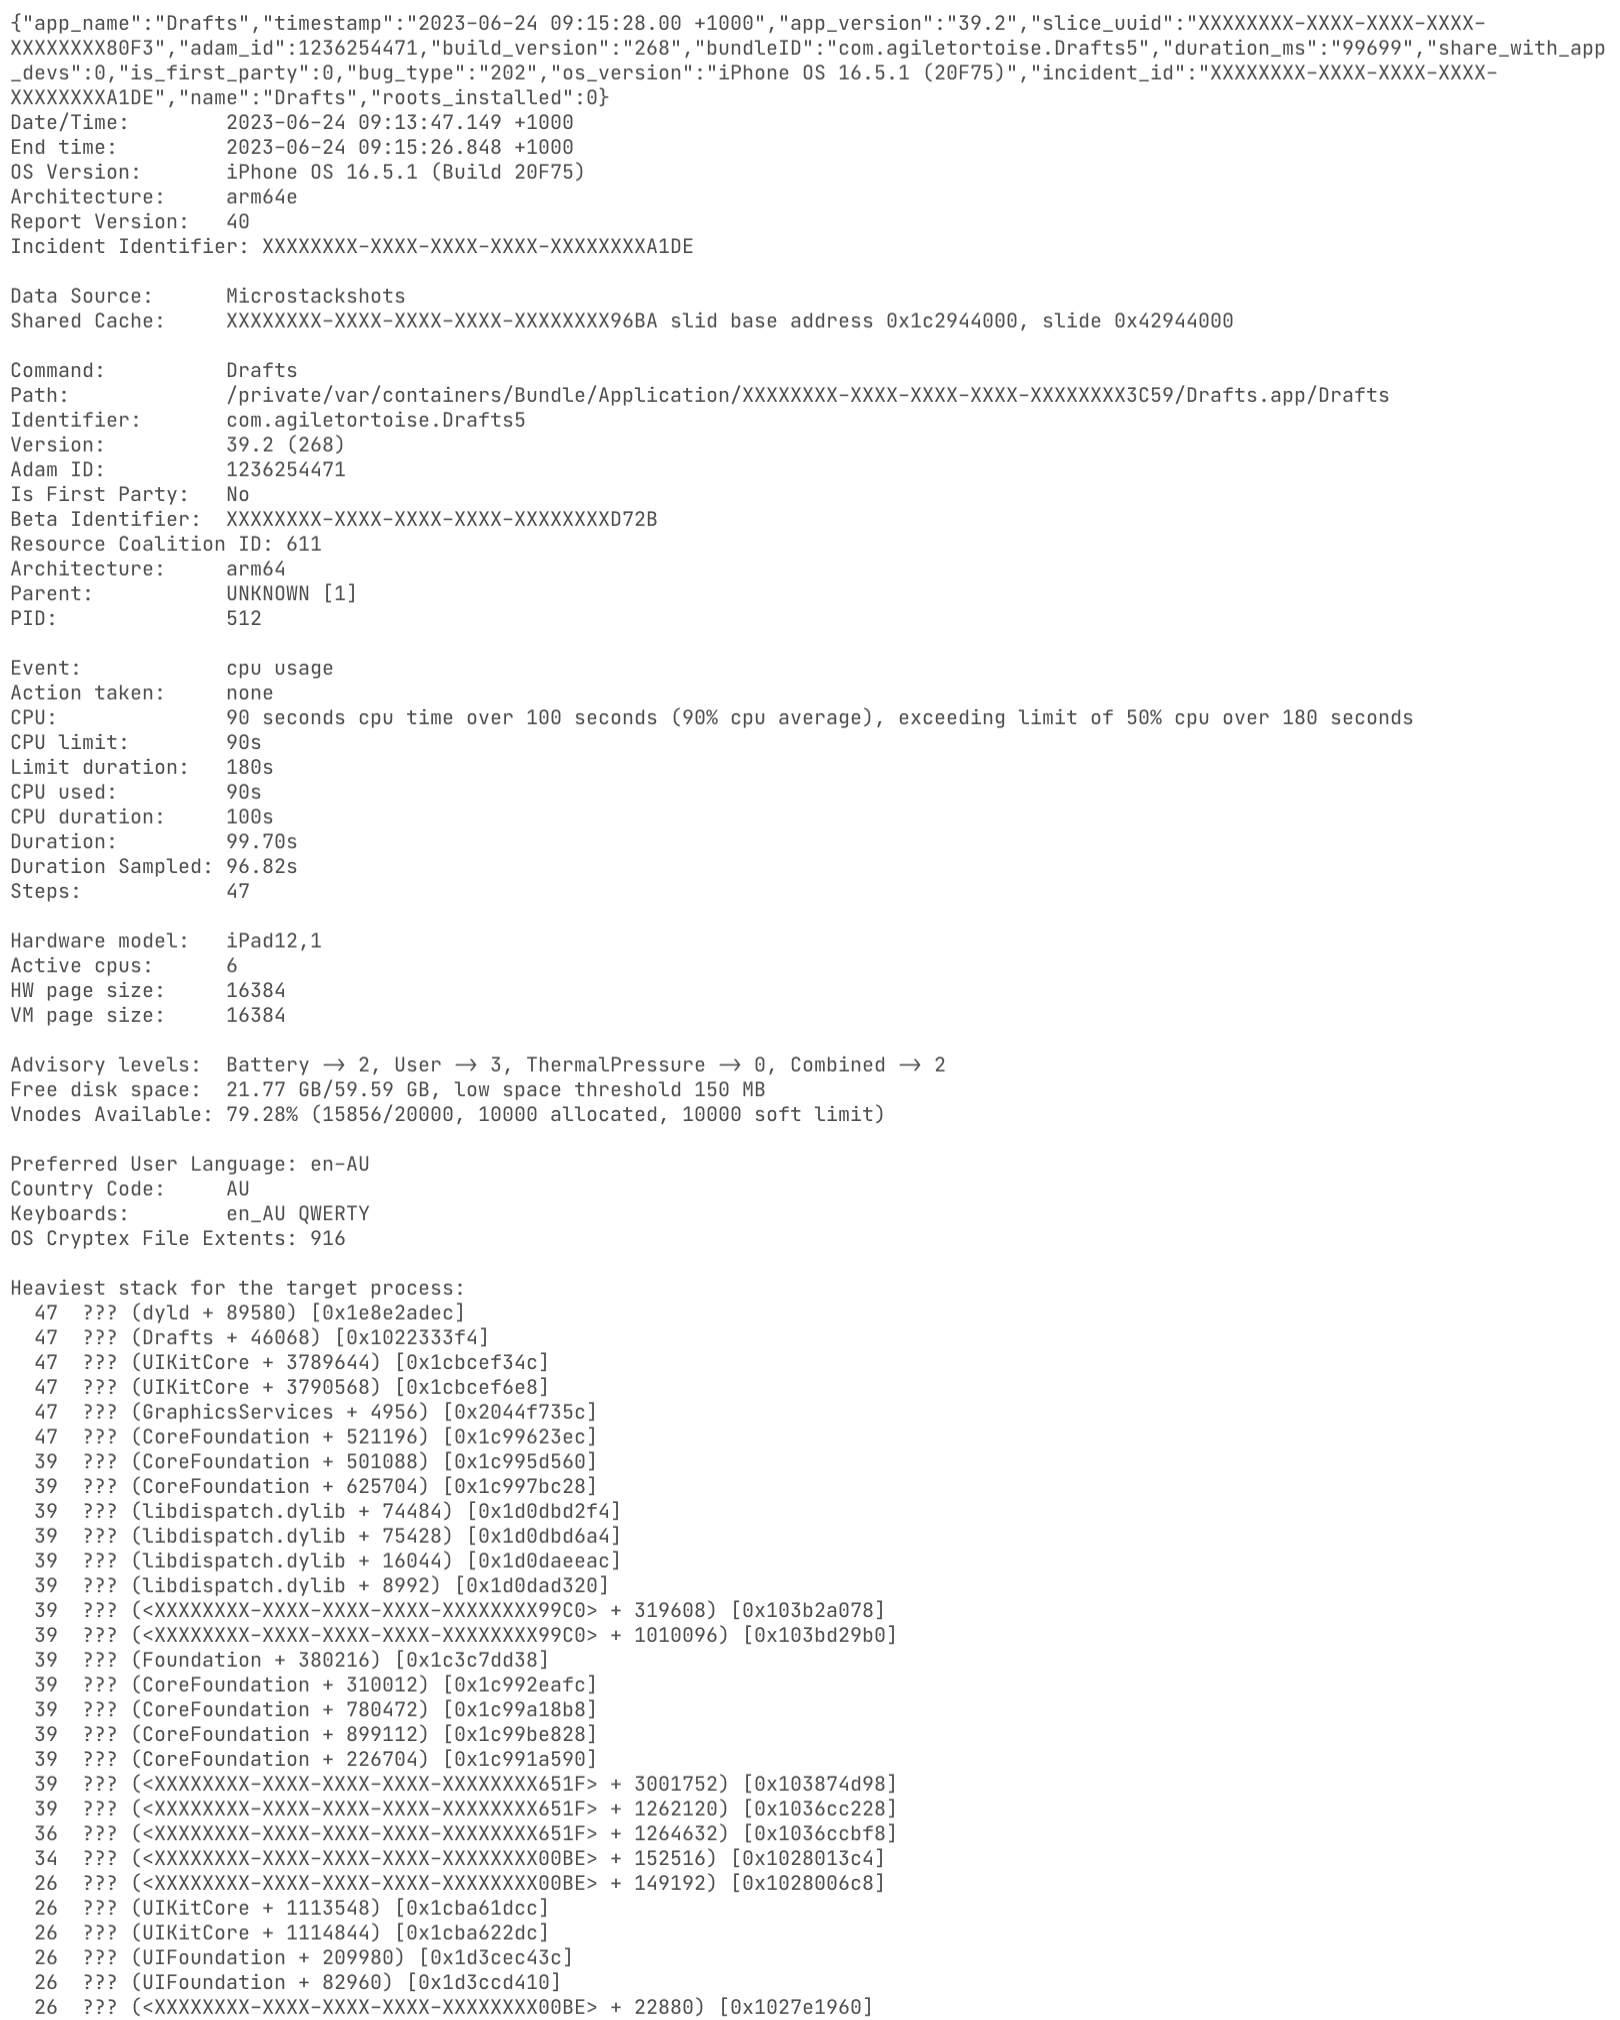 {"app_name":"Drafts","timestamp":"2023-06-24 09:15:28.00 +1000","app_version":"39.2","slice_uuid":"XXXXXXXX-XXXX-XXXX-XXXX-
XXXXXXXX80F3","adam_id":1236254471,"build_version":"268","bundleID":"com.agiletortoise.Drafts5","duration_ms":"99699","share_with_app
_devs":0,"is_first_party":0,"bug_type":"202","os_version":"iPhone OS 16.5.1 (20F75)","incident_id":"XXXXXXXX-XXXX-XXXX-XXXX-
XXXXXXXXA1DE","name":"Drafts","roots_installed":0}
Date/Time:        2023-06-24 09:13:47.149 +1000
End time:         2023-06-24 09:15:26.848 +1000
OS Version:       iPhone OS 16.5.1 (Build 20F75)
Architecture:     arm64e
Report Version:   40
Incident Identifier: XXXXXXXX-XXXX-XXXX-XXXX-XXXXXXXXA1DE

Data Source:      Microstackshots
Shared Cache:     XXXXXXXX-XXXX-XXXX-XXXX-XXXXXXXX96BA slid base address 0x1c2944000, slide 0x42944000

Command:          Drafts
Path:             /private/var/containers/Bundle/Application/XXXXXXXX-XXXX-XXXX-XXXX-XXXXXXXX3C59/Drafts.app/Drafts
Identifier:       com.agiletortoise.Drafts5
Version:          39.2 (268)
Adam ID:          1236254471
Is First Party:   No
Beta Identifier:  XXXXXXXX-XXXX-XXXX-XXXX-XXXXXXXXD72B
Resource Coalition ID: 611
Architecture:     arm64
Parent:           UNKNOWN [1]
PID:              512

Event:            cpu usage
Action taken:     none
CPU:              90 seconds cpu time over 100 seconds (90% cpu average), exceeding limit of 50% cpu over 180 seconds
CPU limit:        90s
Limit duration:   180s
CPU used:         90s
CPU duration:     100s
Duration:         99.70s
Duration Sampled: 96.82s
Steps:            47

Hardware model:   iPad12,1
Active cpus:      6
HW page size:     16384
VM page size:     16384

Advisory levels:  Battery -> 2, User -> 3, ThermalPressure -> 0, Combined -> 2
Free disk space:  21.77 GB/59.59 GB, low space threshold 150 MB
Vnodes Available: 79.28% (15856/20000, 10000 allocated, 10000 soft limit)

Preferred User Language: en-AU
Country Code:     AU
Keyboards:        en_AU QWERTY
OS Cryptex File Extents: 916

Heaviest stack for the target process:
  47  ??? (dyld + 89580) [0x1e8e2adec]
  47  ??? (Drafts + 46068) [0x1022333f4]
  47  ??? (UIKitCore + 3789644) [0x1cbcef34c]
  47  ??? (UIKitCore + 3790568) [0x1cbcef6e8]
  47  ??? (GraphicsServices + 4956) [0x2044f735c]
  47  ??? (CoreFoundation + 521196) [0x1c99623ec]
  39  ??? (CoreFoundation + 501088) [0x1c995d560]
  39  ??? (CoreFoundation + 625704) [0x1c997bc28]
  39  ??? (libdispatch.dylib + 74484) [0x1d0dbd2f4]
  39  ??? (libdispatch.dylib + 75428) [0x1d0dbd6a4]
  39  ??? (libdispatch.dylib + 16044) [0x1d0daeeac]
  39  ??? (libdispatch.dylib + 8992) [0x1d0dad320]
  39  ??? (<XXXXXXXX-XXXX-XXXX-XXXX-XXXXXXXX99C0> + 319608) [0x103b2a078]
  39  ??? (<XXXXXXXX-XXXX-XXXX-XXXX-XXXXXXXX99C0> + 1010096) [0x103bd29b0]
  39  ??? (Foundation + 380216) [0x1c3c7dd38]
  39  ??? (CoreFoundation + 310012) [0x1c992eafc]
  39  ??? (CoreFoundation + 780472) [0x1c99a18b8]
  39  ??? (CoreFoundation + 899112) [0x1c99be828]
  39  ??? (CoreFoundation + 226704) [0x1c991a590]
  39  ??? (<XXXXXXXX-XXXX-XXXX-XXXX-XXXXXXXX651F> + 3001752) [0x103874d98]
  39  ??? (<XXXXXXXX-XXXX-XXXX-XXXX-XXXXXXXX651F> + 1262120) [0x1036cc228]
  36  ??? (<XXXXXXXX-XXXX-XXXX-XXXX-XXXXXXXX651F> + 1264632) [0x1036ccbf8]
  34  ??? (<XXXXXXXX-XXXX-XXXX-XXXX-XXXXXXXX00BE> + 152516) [0x1028013c4]
  26  ??? (<XXXXXXXX-XXXX-XXXX-XXXX-XXXXXXXX00BE> + 149192) [0x1028006c8]
  26  ??? (UIKitCore + 1113548) [0x1cba61dcc]
  26  ??? (UIKitCore + 1114844) [0x1cba622dc]
  26  ??? (UIFoundation + 209980) [0x1d3cec43c]
  26  ??? (UIFoundation + 82960) [0x1d3ccd410]
  26  ??? (<XXXXXXXX-XXXX-XXXX-XXXX-XXXXXXXX00BE> + 22880) [0x1027e1960]